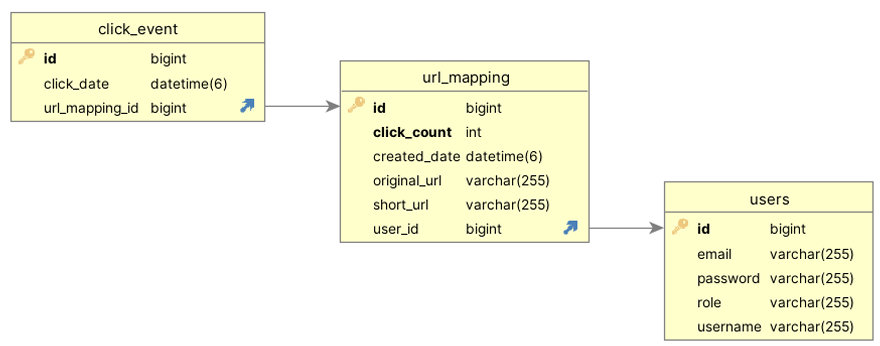 click_event
id bigint
click_date datetime(6)
url_mapping_id bigint
url_mapping
id bigint
click_count int
created_date datetime(6)
original_url varchar(255)
short_url varchar(255)
user_id bigint
users
id bigint
email varchar(255)
password varchar(255)
role varchar(255)
username varchar(255)